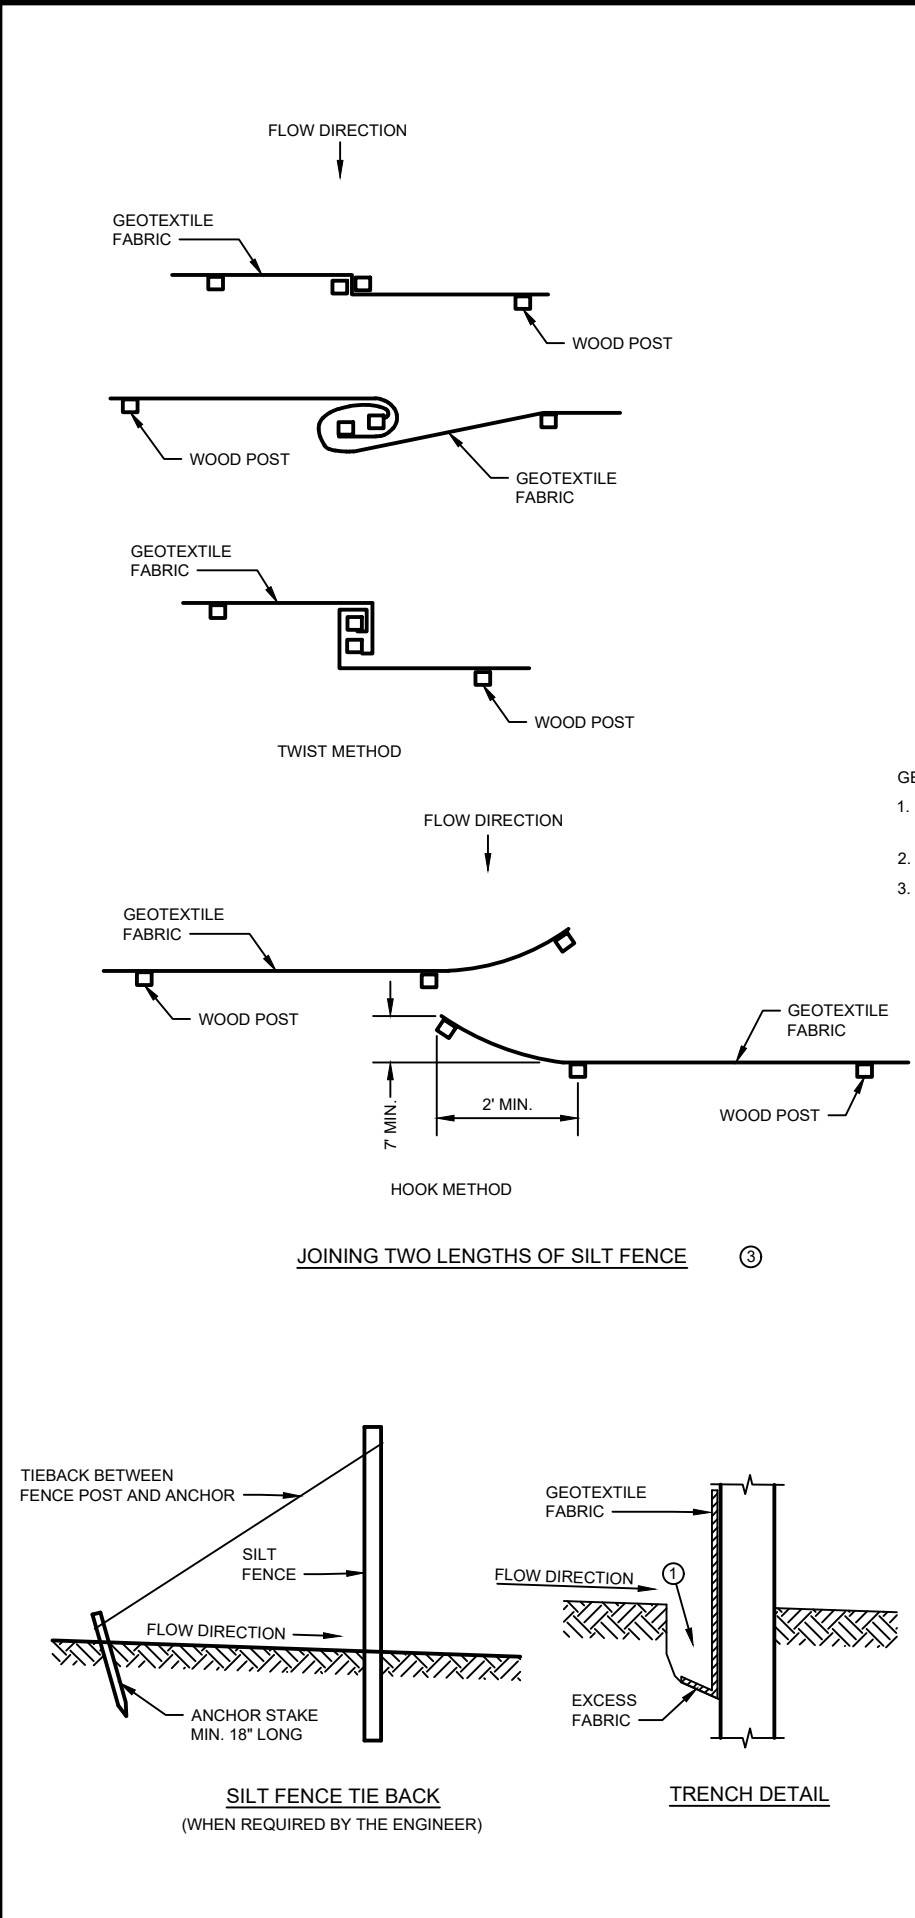 FLOW DIRECTION
GEOTEXTILE
FABRIC
WOOD POST
WOOD POST
GEOTEXTILE
FABRIC
GEOTEXTILE
FABRIC
WOOD POST
TWIST METHOD
GE
1.
FLOW DIRECTION
2.
3.
GEOTEXTILE
FABRIC
WOOD POST
GEOTEXTILE
FABRIC
7' MIN.
2' MIN.
WOOD POST
HOOK METHOD
JOINING TWO LENGTHS OF SILT FENCE 3
TIEBACK BETWEEN
FENCE POST AND ANCHOR
SILT
FENCE
FLOW DIRECTION
ANCHOR STAKE
MIN. 18" LONG
SILT FENCE TIE BACK
(WHEN REQUIRED BY THE ENGINEER)
GEOTEXTILE
FABRIC
FLOW DIRECTION
1
EXCESS
FABRIC
TRENCH DETAIL